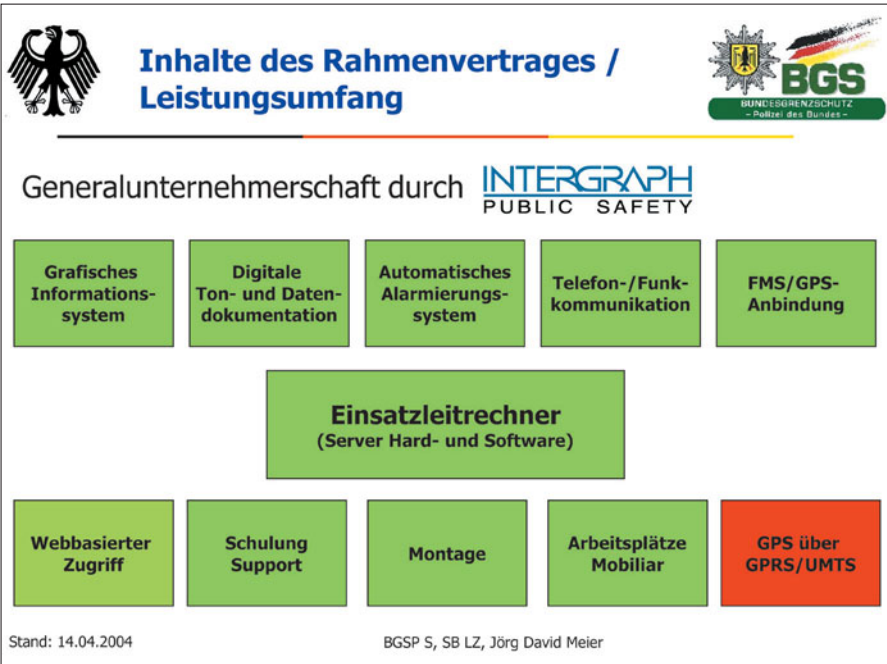 Inhalte des Rahmenvertrages /
Leistungsumfang
BGS
BUNDESGRENZSCHUTZ
– Polizei des Bundes –
Generalunternehmerschaft durch INTERGRAPH
PUBLIC SAFETY
Grafisches
Informations-
system
Digitale
Ton- und Daten-
dokumentation
Automatisches
Alarmierungs-
system
Telefon-/Funk-
kommunikation
FMS/GPS-
Anbindung
Einsatzleitrechner
(Server Hard- und Software)
Webbasierter
Zugriff
Schulung
Support
Montage
Arbeitsplätze
Mobiliar
GPS über
GPRS/UMTS
Stand: 14.04.2004
BGSP S, SB LZ, Jörg David Meier